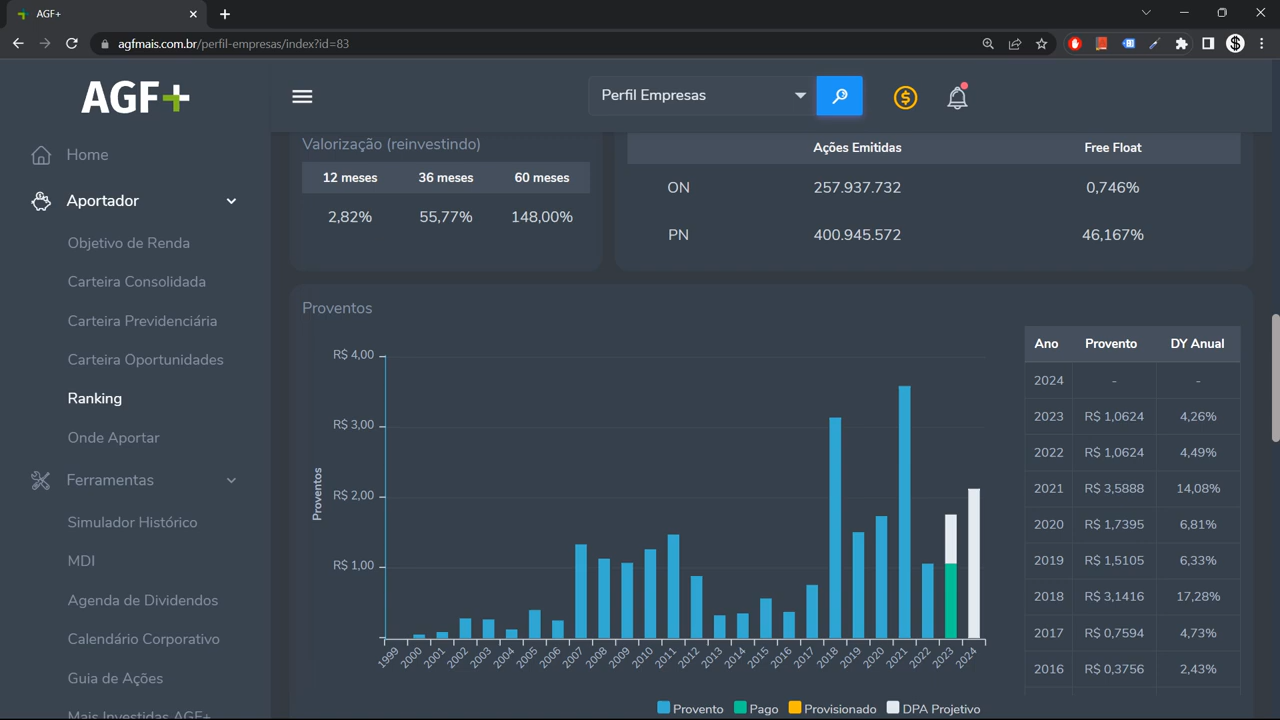 AGF+
agfmais.com.br/perfil-empresas/index?id=83
AGF+
Perfil Empresas
Home
Aportador
Objetivo de Renda
Carteira Consolidada
Carteira Previdenciária
Carteira Oportunidades
Ranking
Onde Aportar
Ferramentas
Simulador Histórico
MDI
Agenda de Dividendos
Calendário Corporativo
Guia de Ações
Mais Investidas AGF+
Valorização (reinvestindo)
12 meses 36 meses 60 meses
2,82% 55,77% 148,00%
Ações Emitidas Free Float
ON 257.937.732 0,746%
PN 400.945.572 46,167%
Proventos
R$ 4,00
R$ 3,00
R$ 2,00
R$ 1,00
Proventos
1999 2000 2001 2002 2003 2004 2005 2006 2007 2008 2009 2010 2011 2012 2013 2014 2015 2016 2017 2018 2019 2020 2021 2022 2023 2024
Provento Pago Provisionado DPA Projetivo
Ano Provento DY Anual
2024 - -
2023 R$ 1,0624 4,26%
2022 R$ 1,0624 4,49%
2021 R$ 3,5888 14,08%
2020 R$ 1,7395 6,81%
2019 R$ 1,5105 6,33%
2018 R$ 3,1416 17,28%
2017 R$ 0,7594 4,73%
2016 R$ 0,3756 2,43%